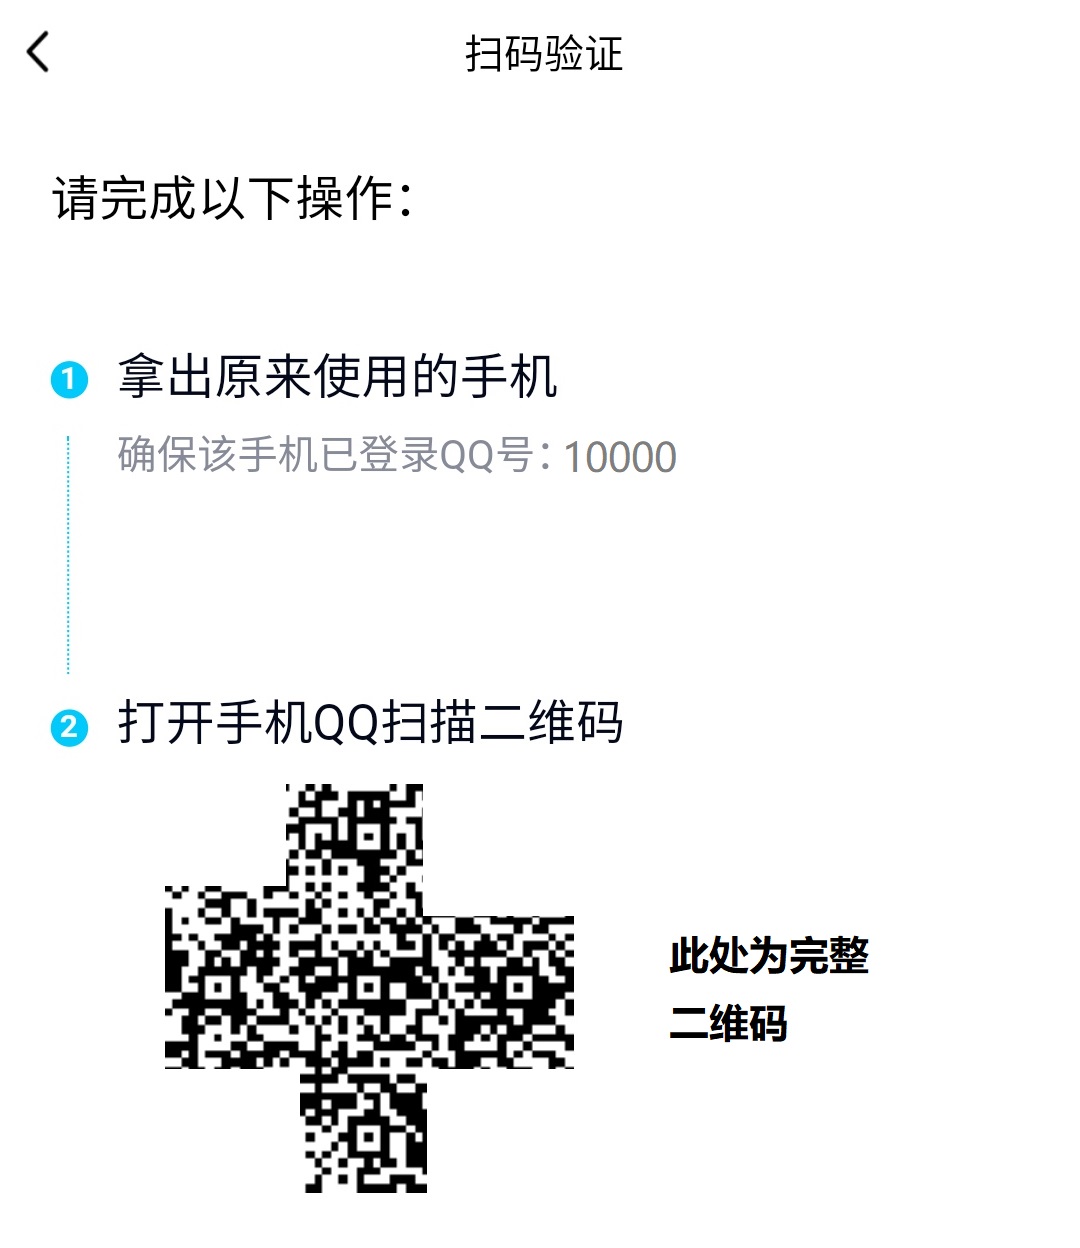 扫码验证
请完成以下操作：
1 拿出原来使用的手机
确保该手机已登录QQ号：10000
2 打开手机QQ扫描二维码
此处为完整
二维码